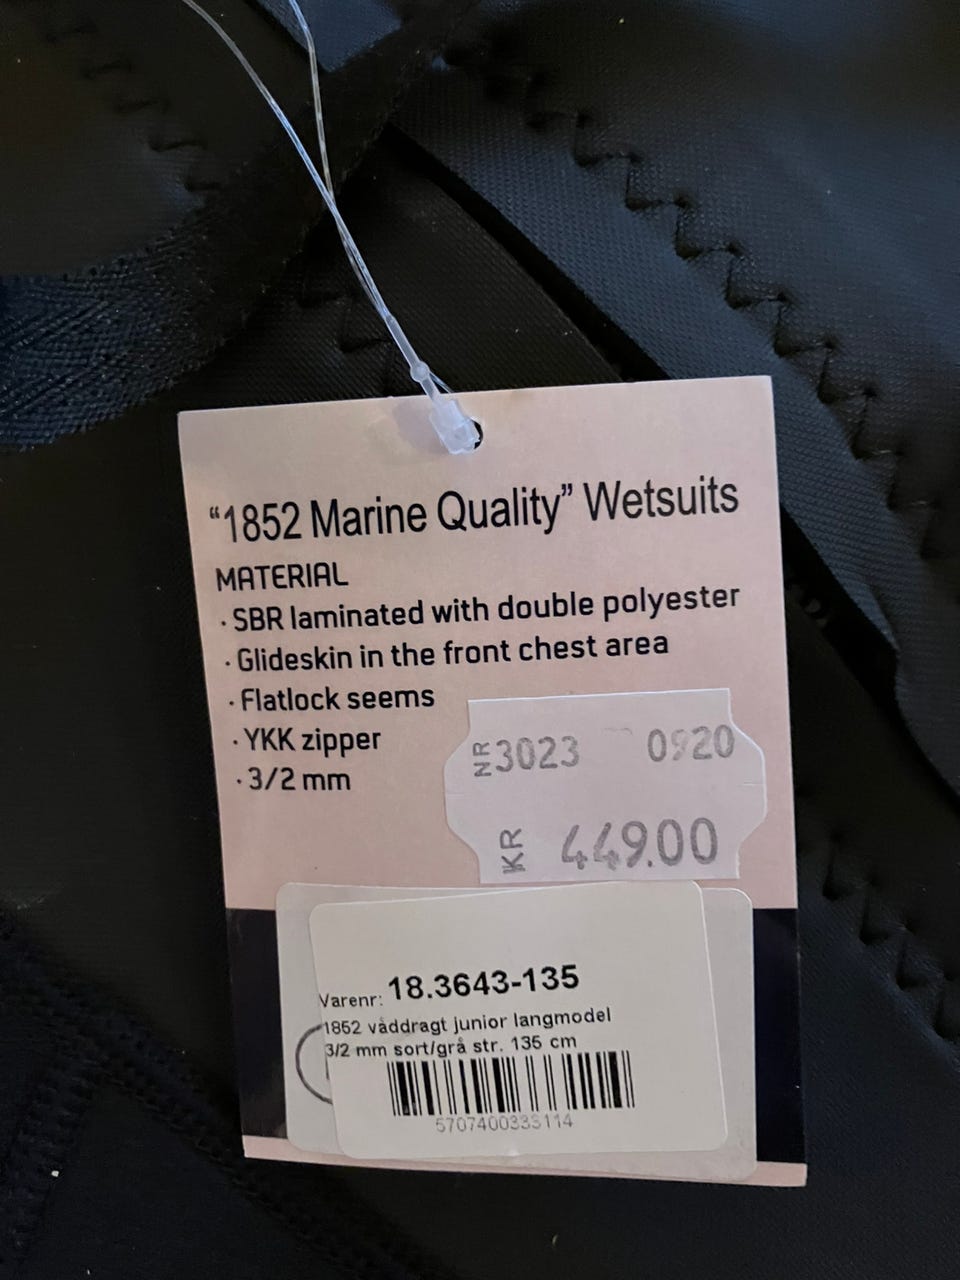 “1852 Marine Quality” Wetsuits
MATERIAL
· SBR laminated with double polyester
· Glideskin in the front chest area
· Flatlock seems
· YKK zipper
· 3/2 mm
NR 3023 0920
KR 449.00
Varenr: 18.3643-135
1852 våddragt junior langmodel
3/2 mm sort/grå str. 135 cm
5707400333114